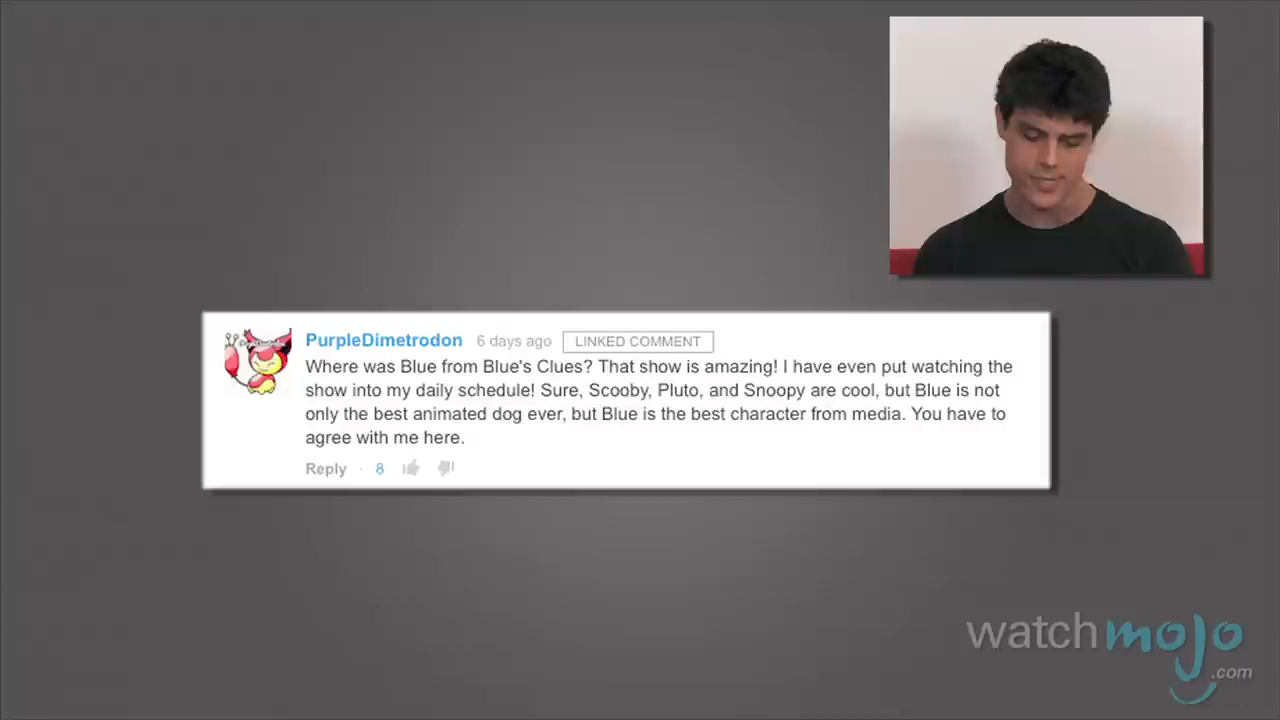 PurpleDimetrodon 6 days ago LINKED COMMENT
Where was Blue from Blue's Clues? That show is amazing! I have even put watching the
show into my daily schedule! Sure, Scooby, Pluto, and Snoopy are cool, but Blue is not
only the best animated dog ever, but Blue is the best character from media. You have to
agree with me here.
Reply · 8
watchmojo
.com